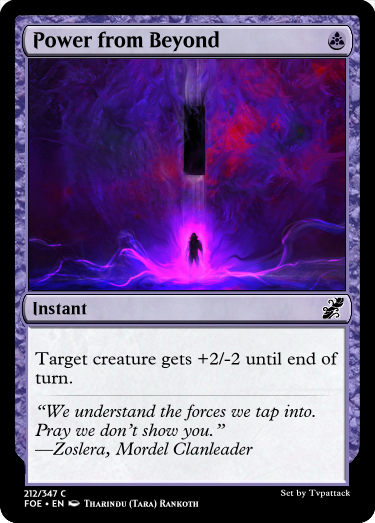 Power from Beyond
Instant
Target creature gets +2/-2 until end of
turn.
“We understand the forces we tap into.
Pray we don’t show you.”
—Zoslera, Mordel Clanleader
212/347 C
FOE • EN Tharindu (Tara) Rankoth
Set by Tvpattack